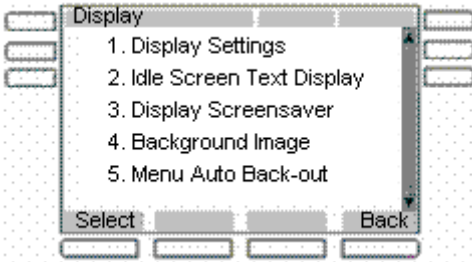 Display
1. Display Settings
2. Idle Screen Text Display
3. Display Screensaver
4. Background Image
5. Menu Auto Back-out
Select Back